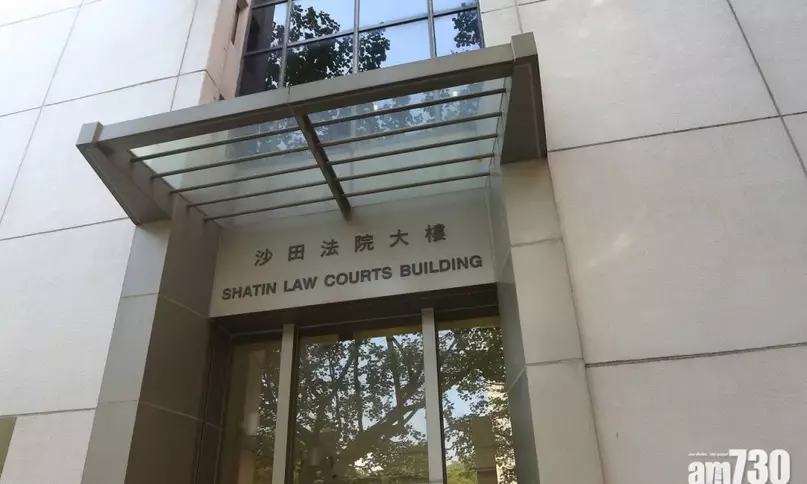 沙田法院大樓
SHATIN LAW COURTS BUILDING
am730